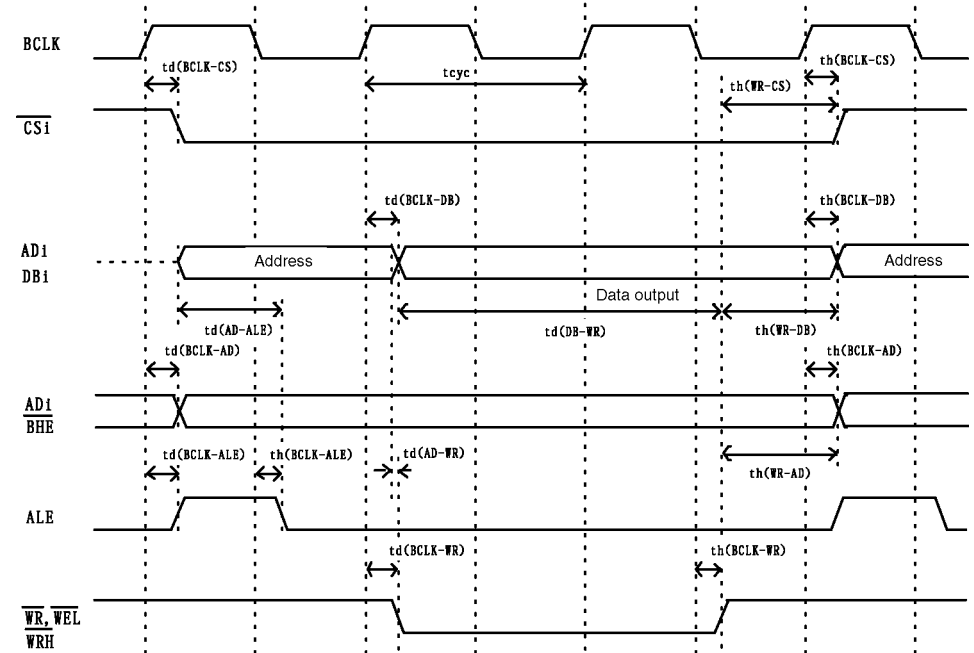 BCLK
td(BCLK-CS)
tcyc
th(BCLK-CS)
th(WR-CS)
CSi
td(BCLK-DB)
th(BCLK-DB)
ADi
DBi
Address
Address
Data output
td(AD-ALE)
td(DB-WR)
th(WR-DB)
td(BCLK-AD)
th(BCLK-AD)
ADi
BHE
td(BCLK-ALE)
th(BCLK-ALE)
td(AD-WR)
th(WR-AD)
ALE
td(BCLK-WR)
th(BCLK-WR)
WR, WEL
WRH